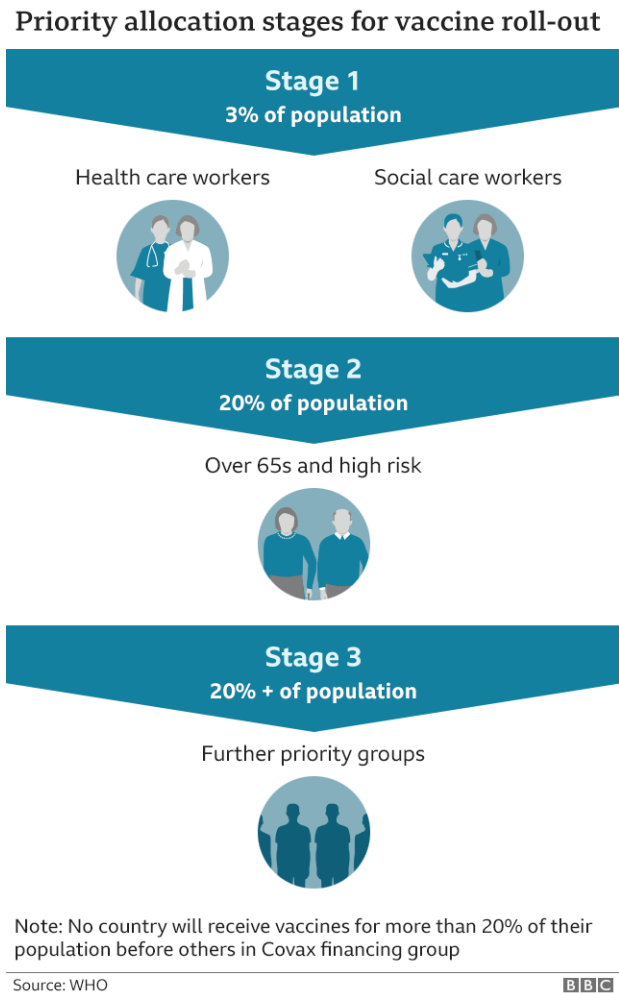 Priority allocation stages for vaccine roll-out
Stage 1
3% of population
Health care workers
Social care workers
Stage 2
20% of population
Over 65s and high risk
Stage 3
20% + of population
Further priority groups
Note: No country will receive vaccines for more than 20% of their
population before others in Covax financing group
Source: WHO
BBC